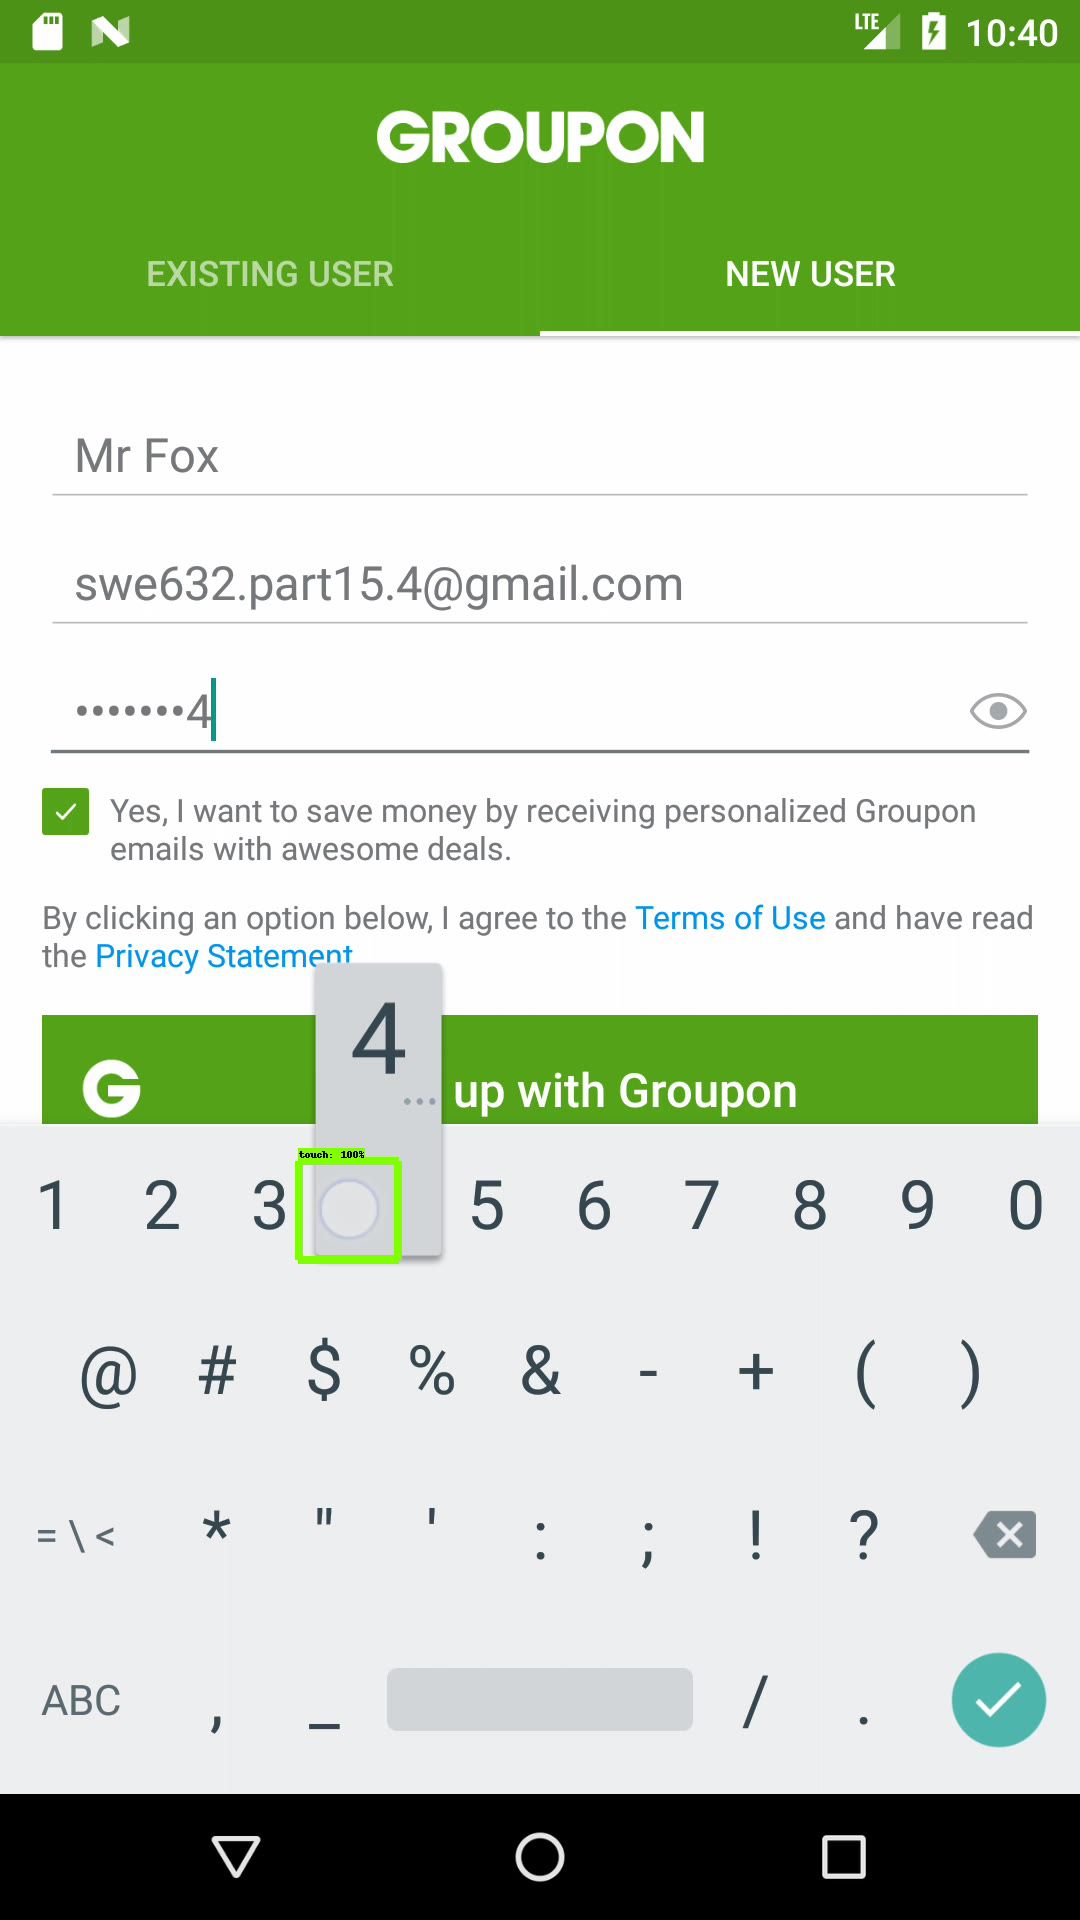 LTE 10:40
GROUPON
EXISTING USER NEW USER
Mr Fox
swe632.part15.4@gmail.com
•••••••4
Yes, I want to save money by receiving personalized Groupon
emails with awesome deals.
By clicking an option below, I agree to the Terms of Use and have read
the Privacy Statement
4
...
G up with Groupon
touch: 100%
1 2 3 5 6 7 8 9 0
@ # $ % & - + ( )
= \ < * " ' : ; ! ?
ABC , _ / .